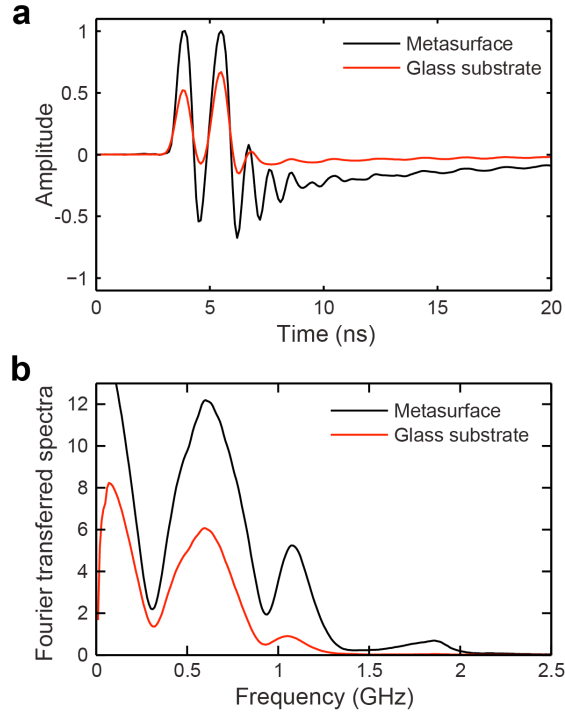 a
Metasurface
Glass substrate
Amplitude
1
0.5
0
-0.5
−1
0
5
10
15
20
Time (ns)
b
Metasurface
Glass substrate
Fourier transferred spectra
12
10
8
6
4
2
0
0
0.5
1
1.5
2
2.5
Frequency (GHz)